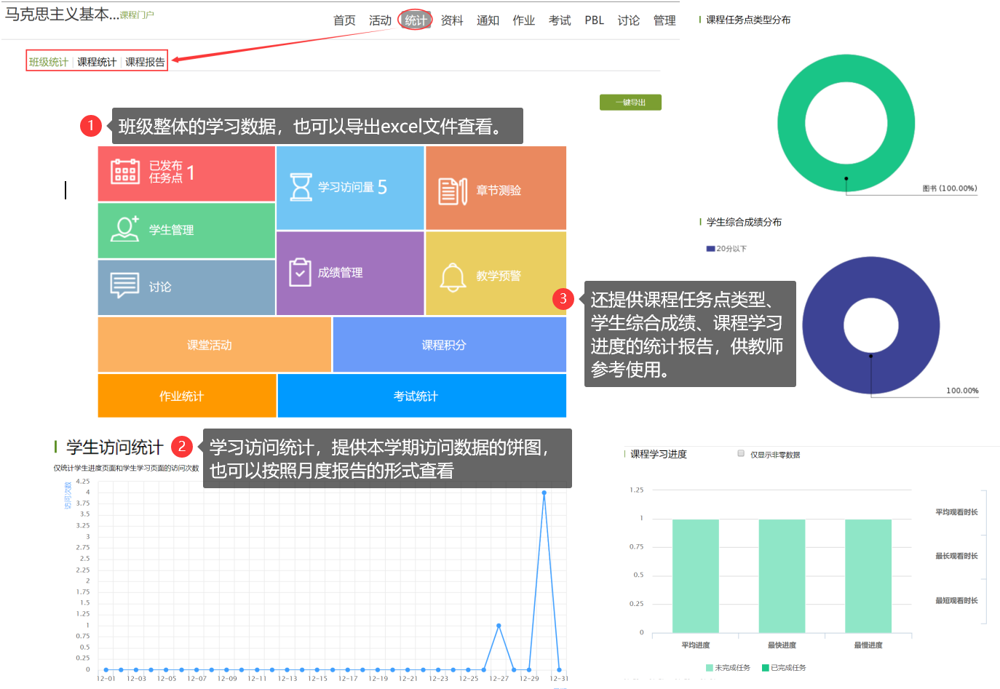 马克思主义基本...课程门户
首页 活动 统计 资料 通知 作业 考试 PBL 讨论 管理
班级统计 课程统计 课程报告
一键导出
1 班级整体的学习数据，也可以导出excel文件查看。
已发布
任务点 1
学习访问量 5
章节测验
学生管理
成绩管理
教学预警
讨论
课堂活动
课程积分
作业统计
考试统计
学生访问统计
仅统计学生进度页面和学生学习页面的访问次数
2 学习访问统计，提供本学期访问数据的饼图，
也可以按照月度报告的形式查看
访问次数
4.25
4
3.75
3.5
3.25
3
2.75
2.5
2.25
2
1.75
1.5
1.25
1
0.75
0.5
0.25
0
12-01 12-03 12-05 12-07 12-09 12-11 12-13 12-15 12-17 12-19 12-21 12-23 12-25 12-27 12-29 12-31
课程任务点类型分布
图书 (100.00%)
学生综合成绩分布
20分以下
100.00%
3 还提供课程任务点类型、
学生综合成绩、课程学习
进度的统计报告，供教师
参考使用。
课程学习进度
仅显示非零数据
1.25
1
0.75
0.5
0.25
0
平均进度 最快进度 最慢进度
未完成任务 已完成任务
平均观看时长
最长观看时长
最短观看时长